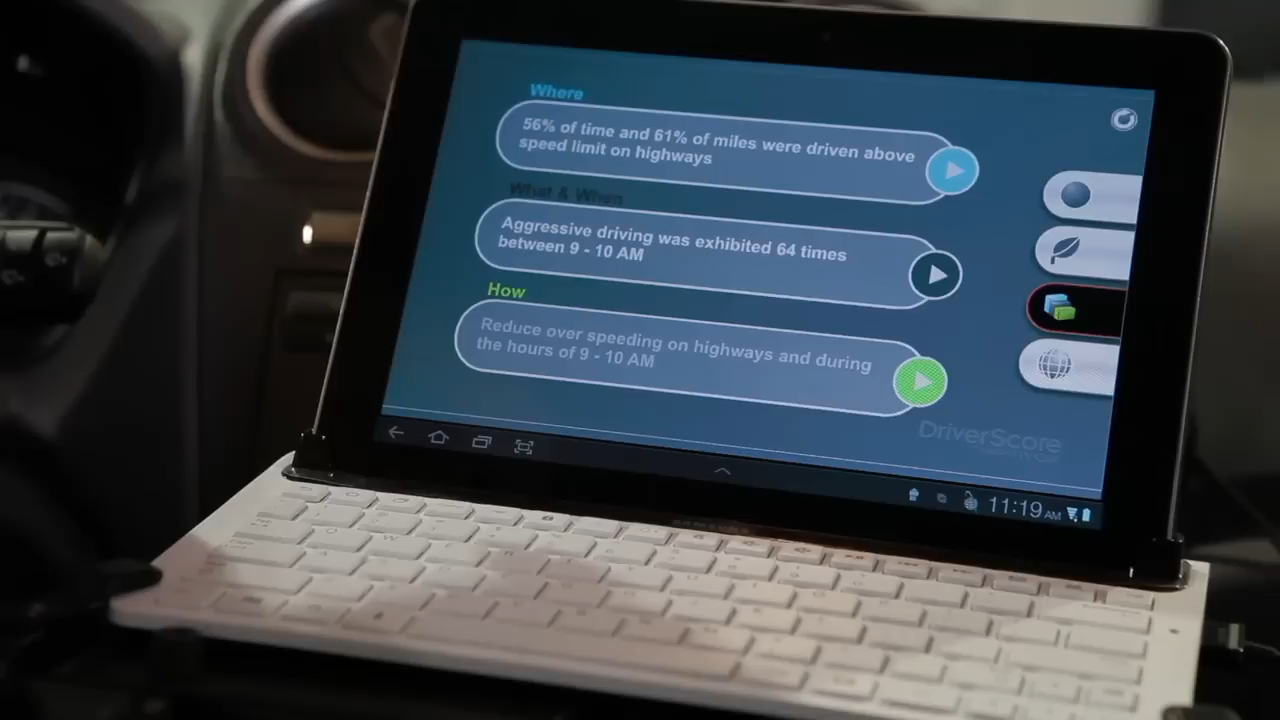 Where
56% of time and 61% of miles were driven above
speed limit on highways
What & When
Aggressive driving was exhibited 64 times
between 9 - 10 AM
How
Reduce over speeding on highways and during
the hours of 9 - 10 AM
DriverScore
11:19 AM
SAMSUNG